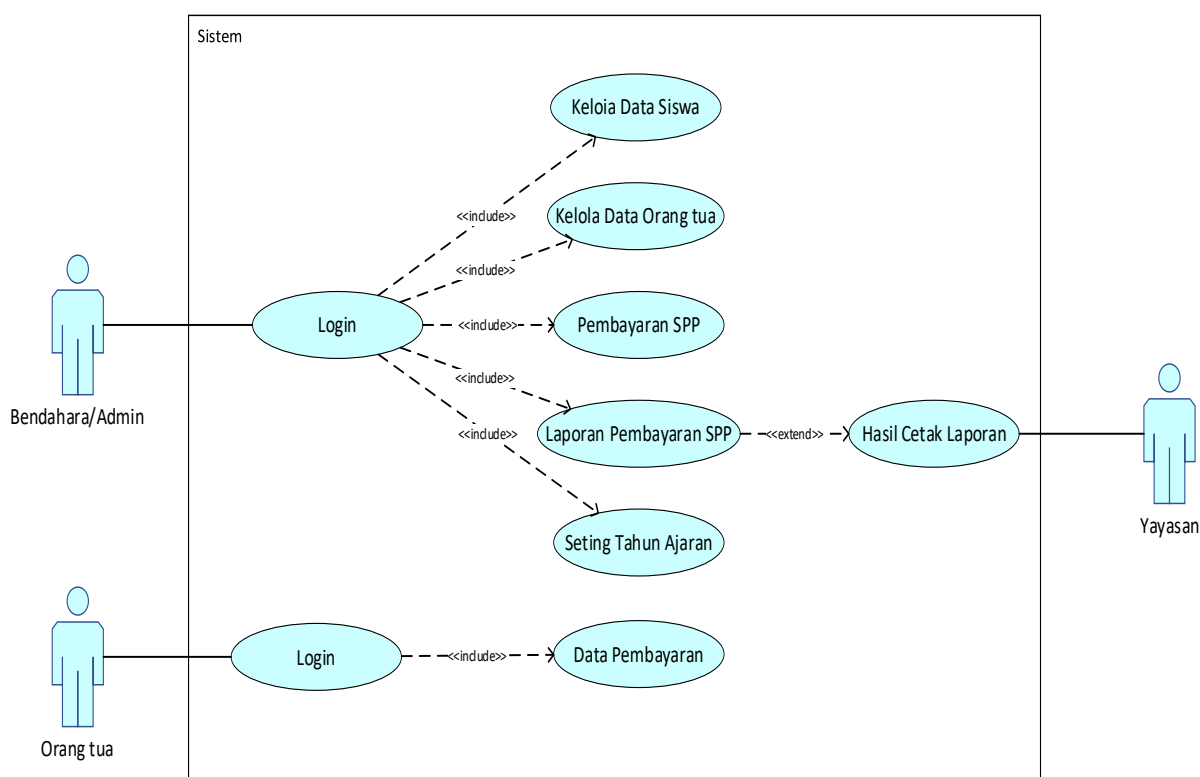 Sistem
Keloia Data Siswa
<<include>>
Kelola Data Orang tua
<<include>>
Login
<<include>>
Pembayaran SPP
Bendahara/Admin
<<include>>
<<include>>
Laporan Pembayaran SPP
<<extend>>
Hasil Cetak Laporan
Yayasan
Seting Tahun Ajaran
Login
<<include>>
Data Pembayaran
Orang tua